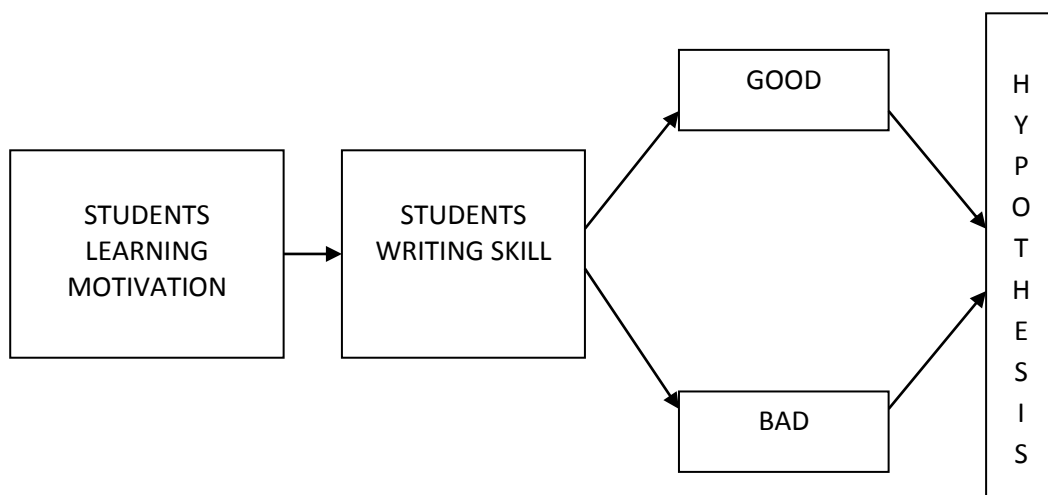 STUDENTS
LEARNING
MOTIVATION
STUDENTS
WRITING SKILL
GOOD
BAD
H
Y
P
O
T
H
E
S
I
S